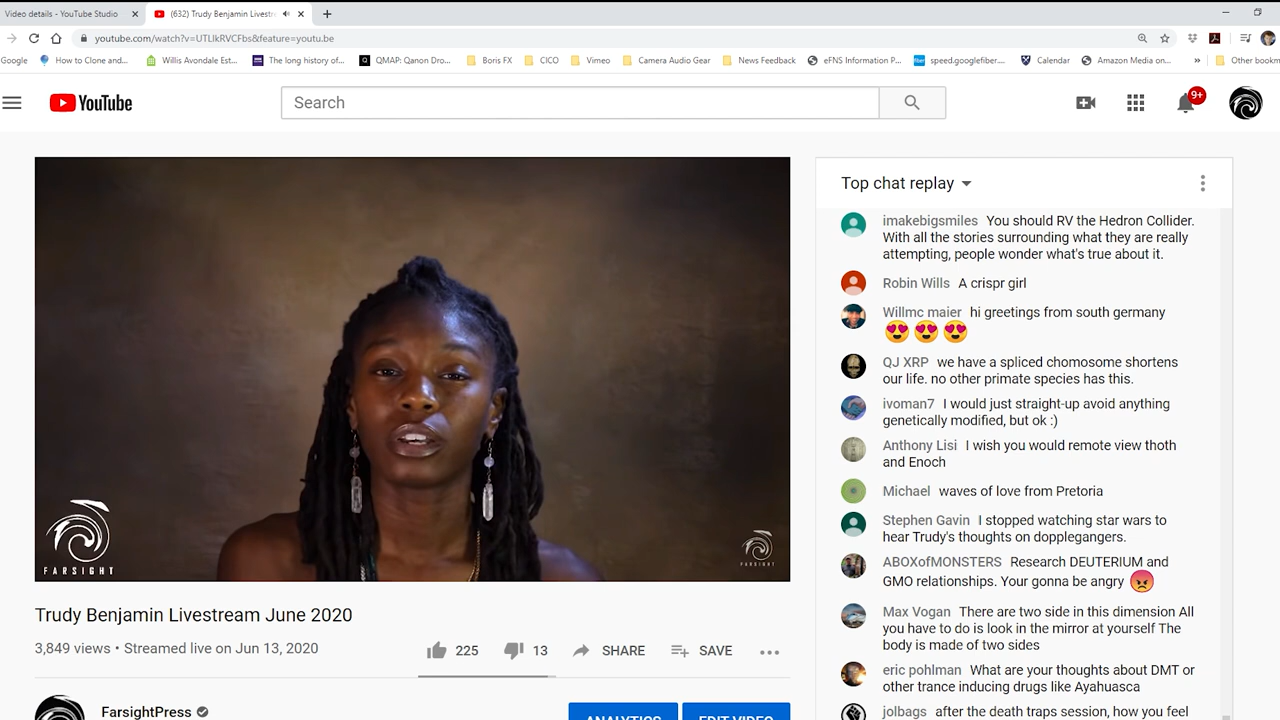 Video details - YouTube Studio
(632) Trudy Benjamin Livestre
youtube.com/watch?v=UTLlkRVCFbs&feature=youtu.be
Google How to Clone and... Willis Avondale Est... The long history of... QMAP: Qanon Dro... Boris FX CICO Vimeo Camera Audio Gear News Feedback eFNS Information P... speed.googlefiber.... Calendar Amazon Media on... » Other bookm
YouTube
Search
9+
FARSIGHT
FARSIGHT
Trudy Benjamin Livestream June 2020
3,849 views • Streamed live on Jun 13, 2020
225 13 SHARE SAVE
FarsightPress
ANALYTICS EDIT VIDEO
Top chat replay
imakebigsmiles You should RV the Hedron Collider.
With all the stories surrounding what they are really
attempting, people wonder what's true about it.
Robin Wills A crispr girl
Willmc maier hi greetings from south germany
QJ XRP we have a spliced chomosome shortens
our life. no other primate species has this.
ivoman7 I would just straight-up avoid anything
genetically modified, but ok :)
Anthony Lisi I wish you would remote view thoth
and Enoch
Michael waves of love from Pretoria
Stephen Gavin I stopped watching star wars to
hear Trudy's thoughts on dopplegangers.
ABOXofMONSTERS Research DEUTERIUM and
GMO relationships. Your gonna be angry
Max Vogan There are two side in this dimension All
you have to do is look in the mirror at yourself The
body is made of two sides
eric pohlman What are your thoughts about DMT or
other trance inducing drugs like Ayahuasca
jolbags after the death traps session, how you feel